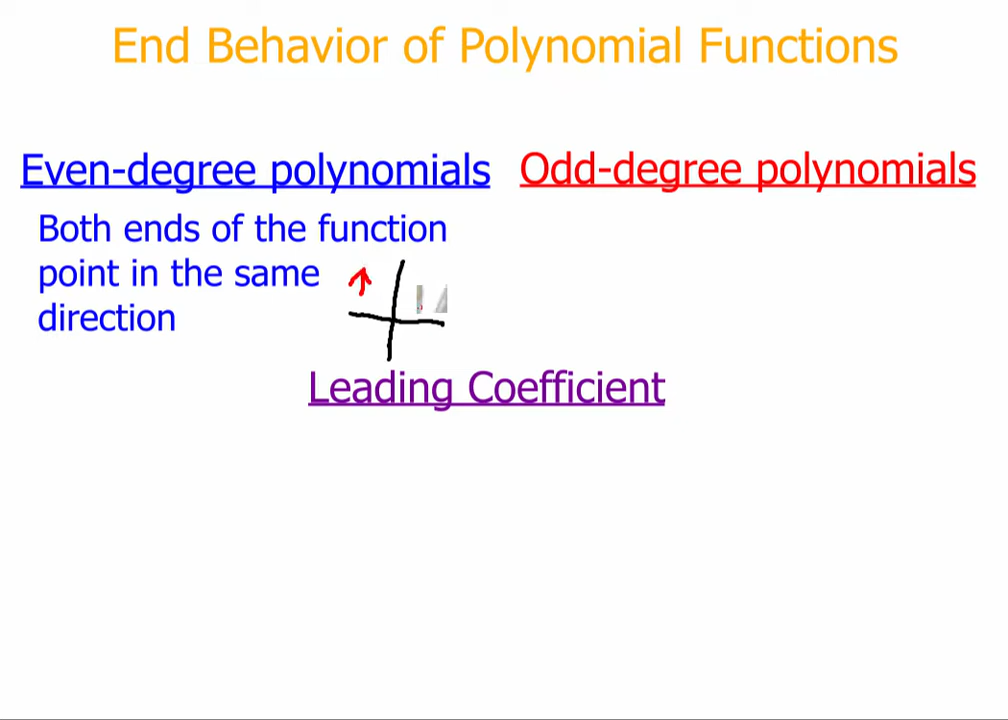 End Behavior of Polynomial Functions
Even-degree polynomials
Both ends of the function
point in the same
direction
Odd-degree polynomials
Leading Coefficient